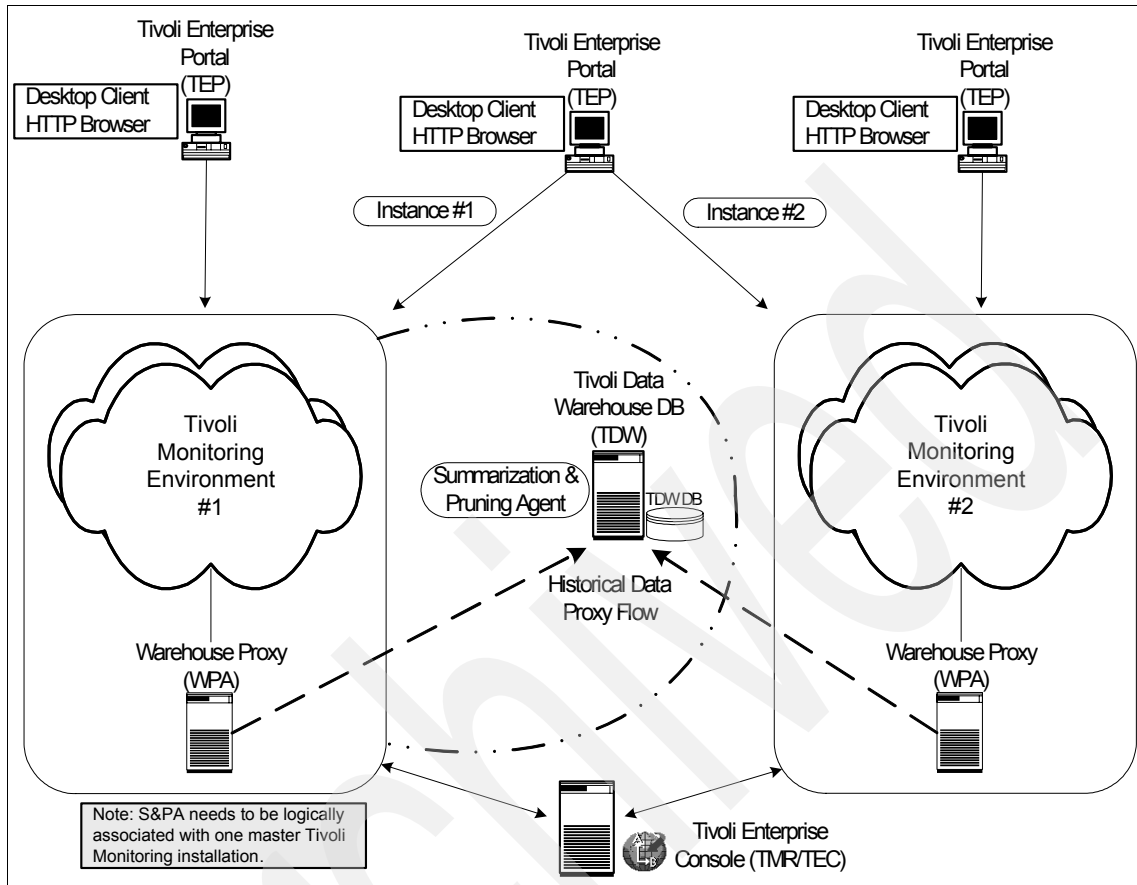 Tivoli Enterprise
Portal
(TEP)
Desktop Client
HTTP Browser
Tivoli Enterprise
Portal
(TEP)
Desktop Client
HTTP Browser
Tivoli Enterprise
Portal
(TEP)
Desktop Client
HTTP Browser
Instance #1
Instance #2
Tivoli
Monitoring
Environment
#1
Tivoli Data
Warehouse DB
(TDW)
Summarization &
Pruning Agent
TDW DB
Historical Data
Proxy Flow
Tivoli
Monitoring
Environment
#2
Warehouse Proxy
(WPA)
Warehouse Proxy
(WPA)
Note: S&PA needs to be logically
associated with one master Tivoli
Monitoring installation.
Tivoli Enterprise
Console (TMR/TEC)